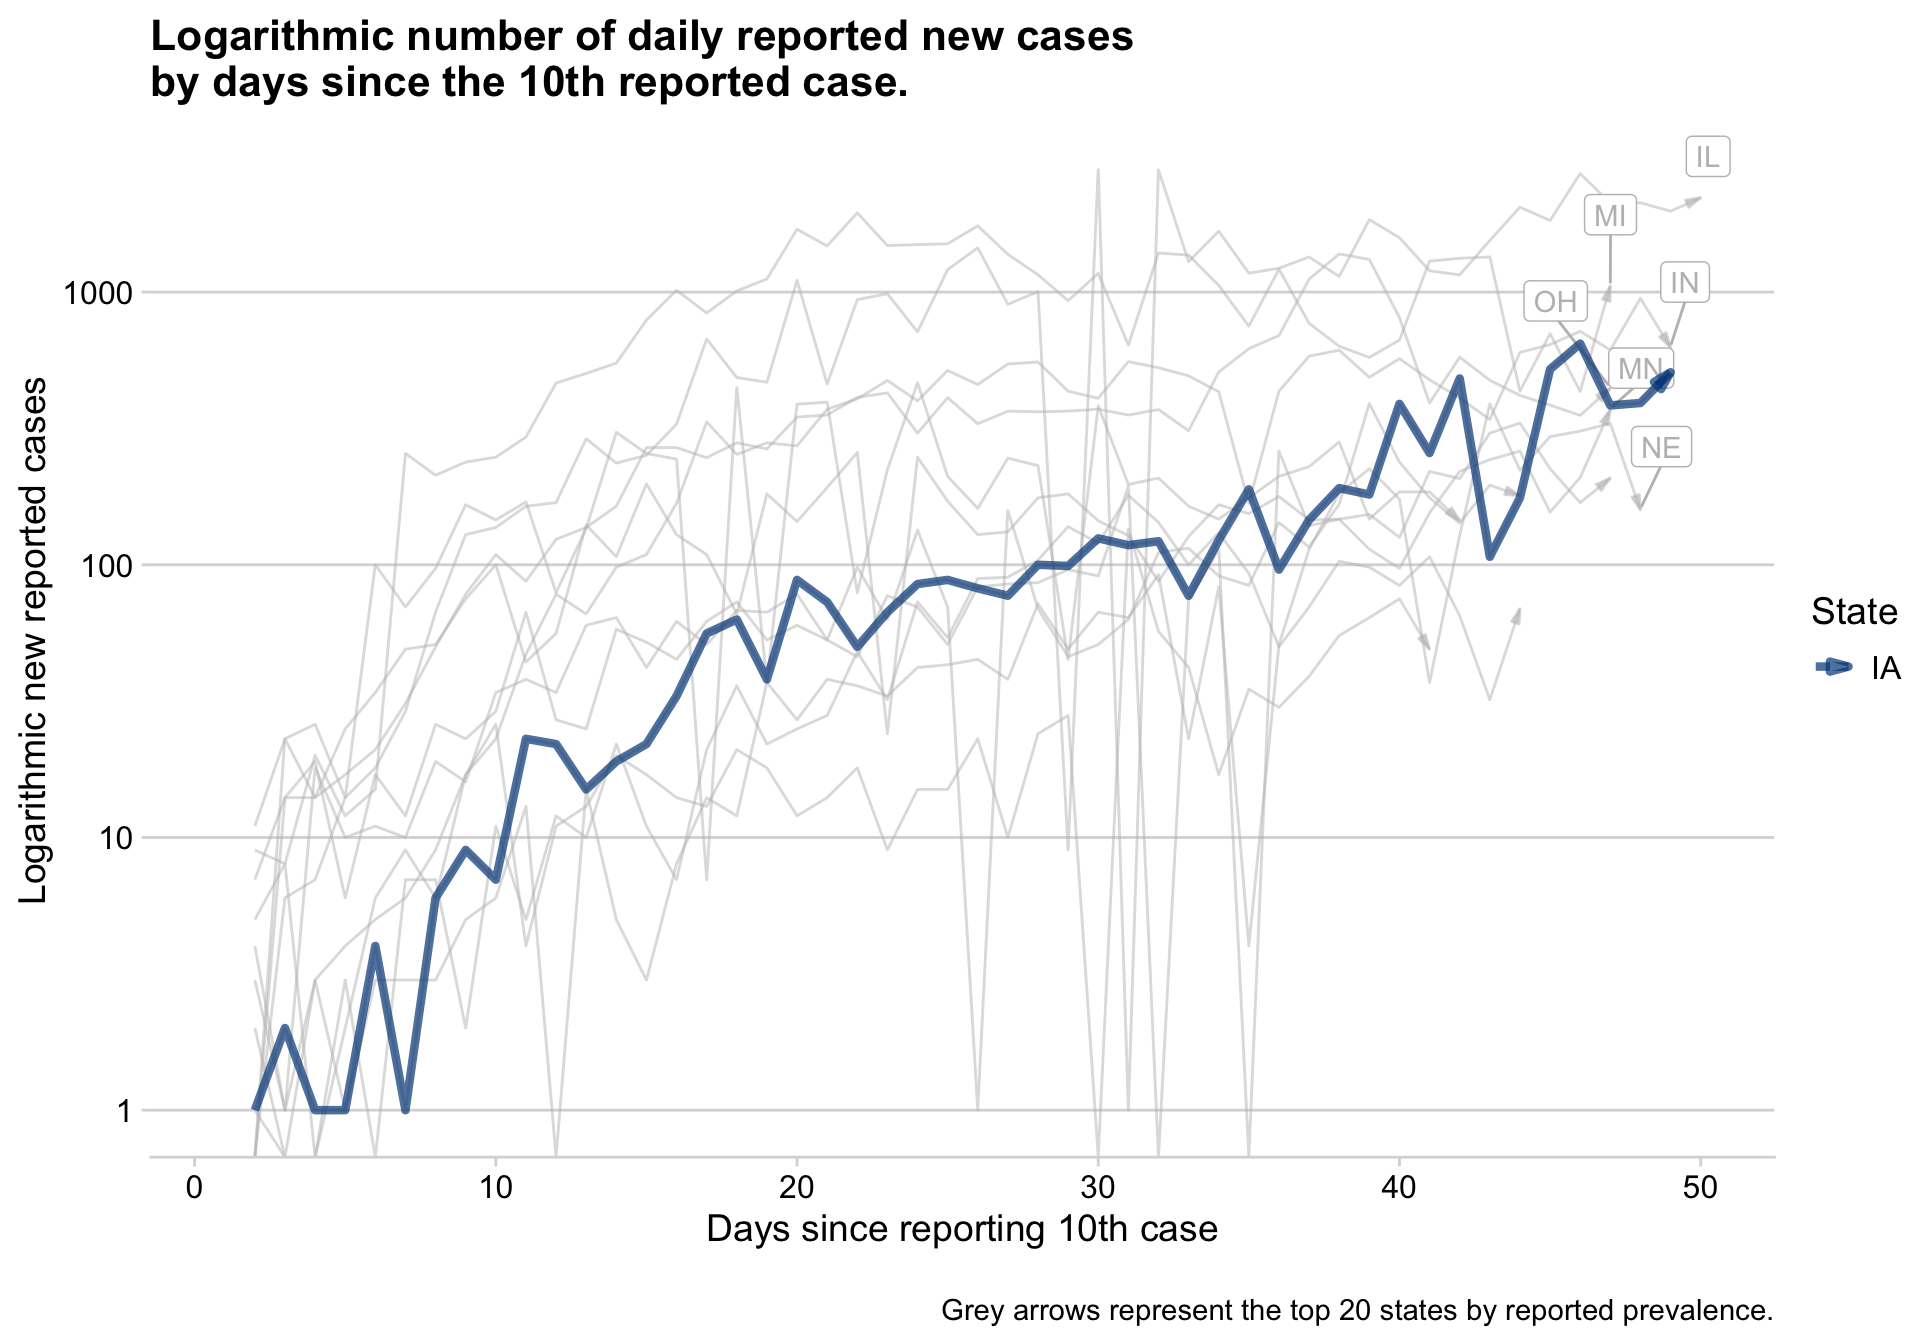 Logarithmic number of daily reported new cases
by days since the 10th reported case.
IL
MI
IN
OH
MN
NE
1000
100
10
1
Logarithmic new reported cases
0 10 20 30 40 50
Days since reporting 10th case
State
IA
Grey arrows represent the top 20 states by reported prevalence.